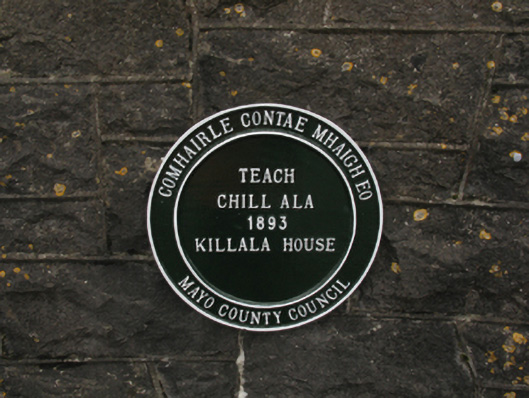 COMHAIRLE CONTAE MHAIGH EO
TEACH
CHILL ALA
1893
KILLALA HOUSE
MAYO COUNTY COUNCIL